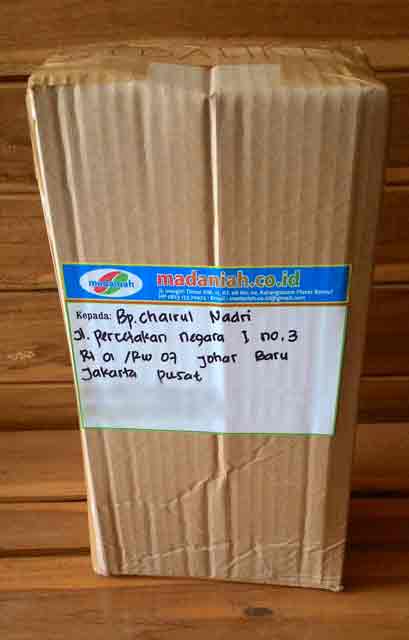 madaniah
madaniah.co.id
Kepada: Bp. Chairul Nadri
Jl. Percetakan negara I no. 3
Rt 01 /RW 07 Johar Baru
Jakarta pusat